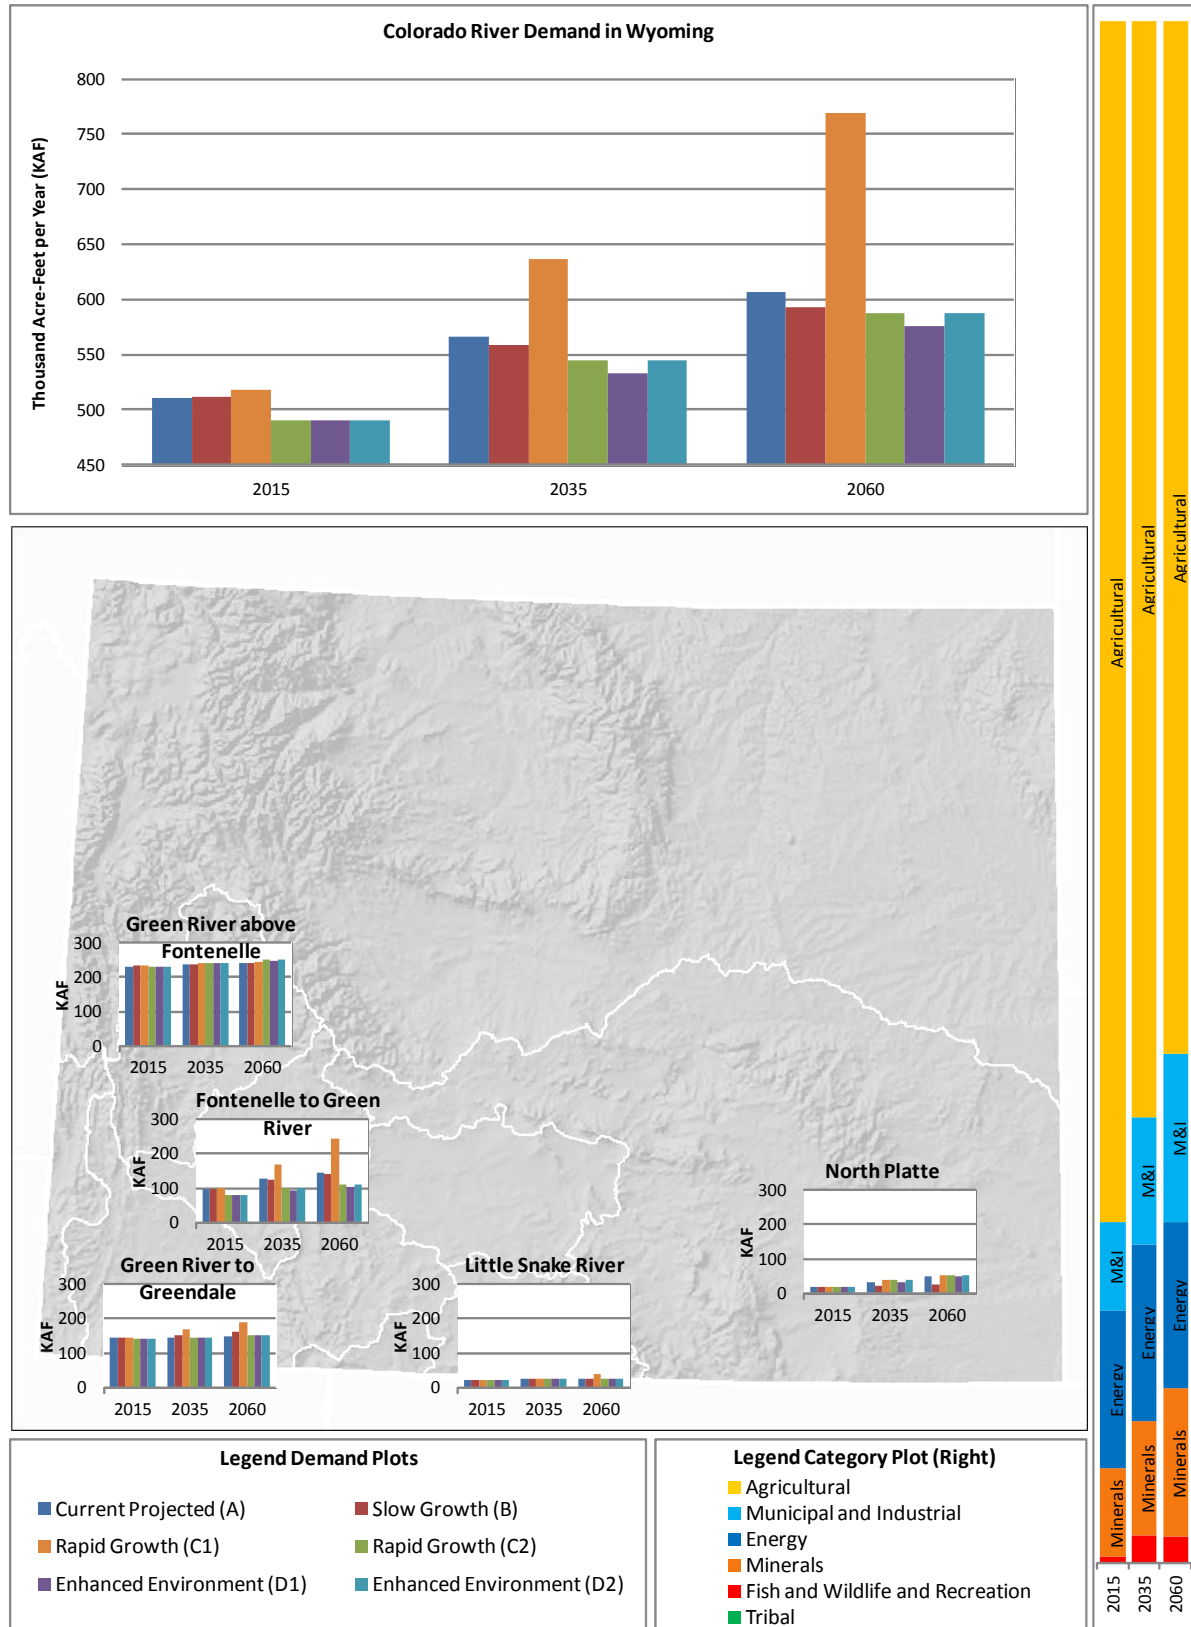 Colorado River Demand in Wyoming
Thousand Acre-Feet per Year (KAF)
800
750
700
650
600
550
500
450
2015
2035
2060
Green River above
Fontenelle
KAF
300
200
100
0
2015
2035
2060
Fontenelle to Green
River
KAF
300
200
100
0
2015
2035
2060
Green River to
Greendale
KAF
300
200
100
0
2015
2035
2060
Little Snake River
KAF
300
200
100
0
2015
2035
2060
North Platte
KAF
300
200
100
0
2015
2035
2060
Legend Demand Plots
Current Projected (A)
Slow Growth (B)
Rapid Growth (C1)
Rapid Growth (C2)
Enhanced Environment (D1)
Enhanced Environment (D2)
Legend Category Plot (Right)
Agricultural
Municipal and Industrial
Energy
Minerals
Fish and Wildlife and Recreation
Tribal
Agricultural
M&I
Energy
Minerals
2015
Agricultural
M&I
Energy
Minerals
2035
Agricultural
M&I
Energy
Minerals
2060